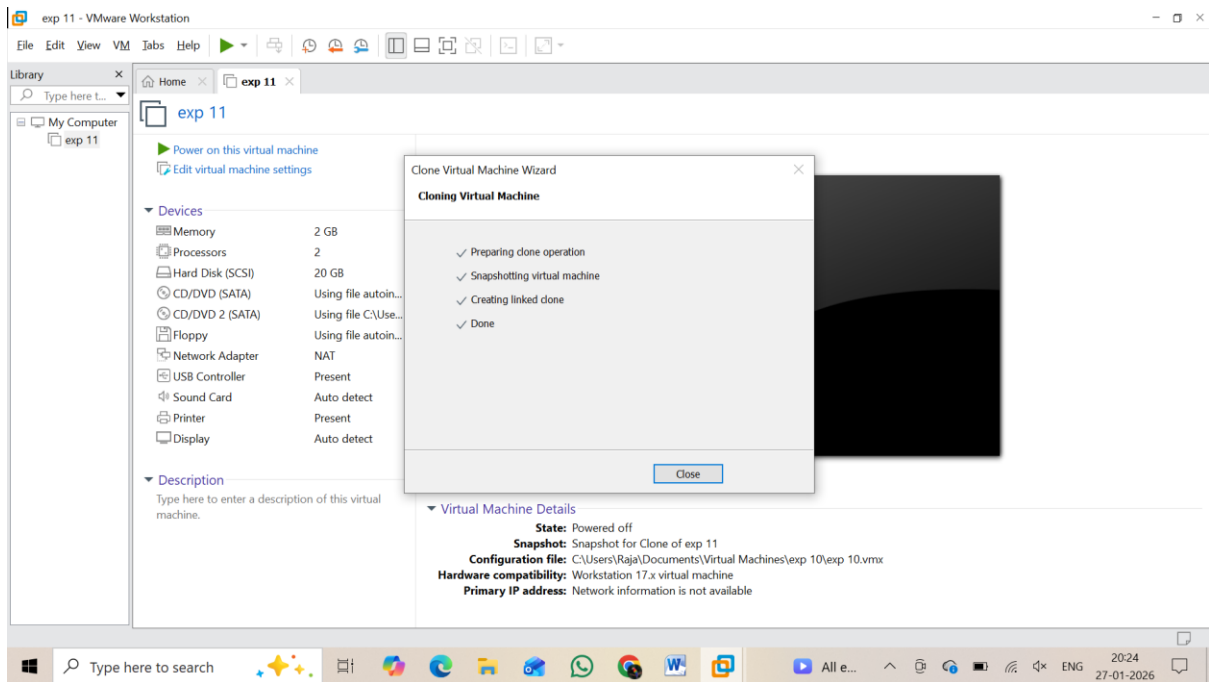 exp 11 - VMware Workstation
File Edit View VM Tabs Help
Library
Type here t...
My Computer
exp 11
Home
exp 11
exp 11
Power on this virtual machine
Edit virtual machine settings
Devices
Memory 2 GB
Processors 2
Hard Disk (SCSI) 20 GB
CD/DVD (SATA) Using file autoin...
CD/DVD 2 (SATA) Using file C:\Use...
Floppy Using file autoin...
Network Adapter NAT
USB Controller Present
Sound Card Auto detect
Printer Present
Display Auto detect
Description
Type here to enter a description of this virtual
machine.
Clone Virtual Machine Wizard
Cloning Virtual Machine
Preparing clone operation
Snapshotting virtual machine
Creating linked clone
Done
Close
Virtual Machine Details
State: Powered off
Snapshot: Snapshot for Clone of exp 11
Configuration file: C:\Users\Raja\Documents\Virtual Machines\exp 10\exp 10.vmx
Hardware compatibility: Workstation 17.x virtual machine
Primary IP address: Network information is not available
Type here to search
All e...
ENG
20:24
27-01-2026